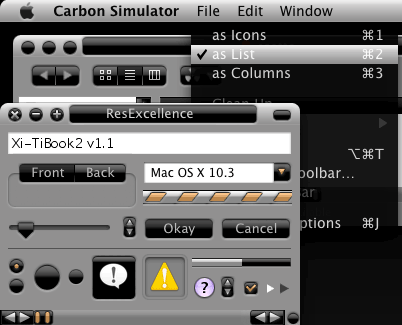 Carbon Simulator File Edit Window
as Icons ⌘1
✓ as List ⌘2
as Columns ⌘3
Clean Up
ResExcellence
Xi-TiBook2 v1.1
⌥⌘T
Front Back
Mac OS X 10.3
oolbar...
bar
Okay Cancel
ptions ⌘J
!
!
?